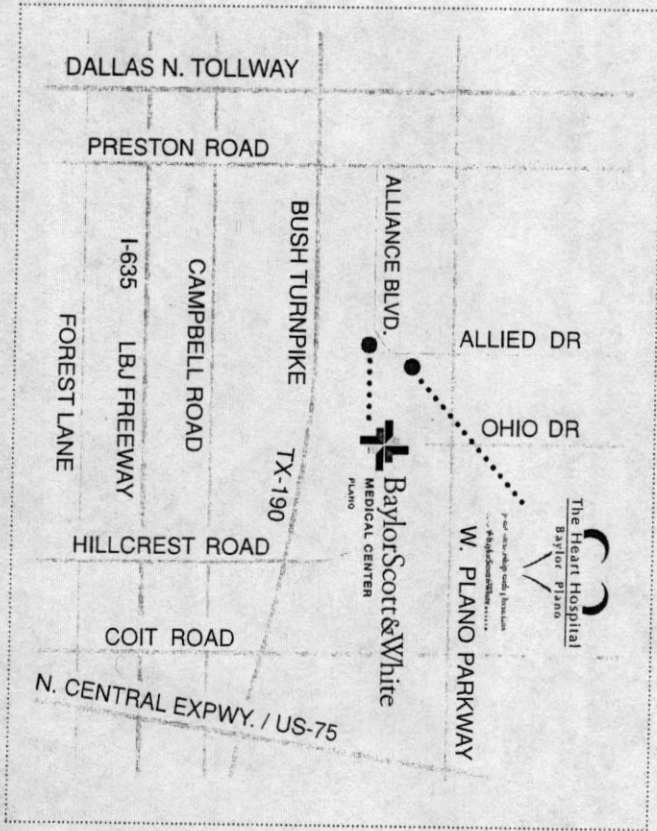 DALLAS N. TOLLWAY
PRESTON ROAD
ALLIANCE BLVD.
BUSH TURNPIKE
TX-190
CAMPBELL ROAD
I-635 LBJ FREEWAY
FOREST LANE
ALLIED DR
OHIO DR
The Heart Hospital
Baylor Plano
BaylorScott&White
MEDICAL CENTER
PLANO
W. PLANO PARKWAY
HILLCREST ROAD
COIT ROAD
N. CENTRAL EXPWY. / US-75